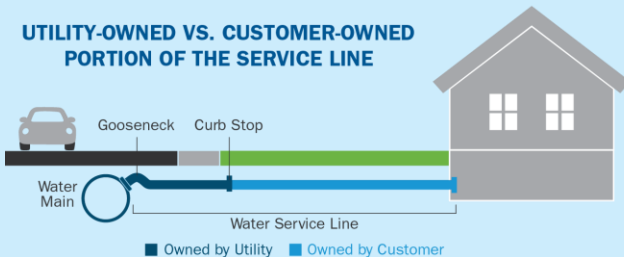 UTILITY-OWNED VS. CUSTOMER-OWNED
PORTION OF THE SERVICE LINE
Gooseneck
Curb Stop
Water
Main
Water Service Line
Owned by Utility
Owned by Customer